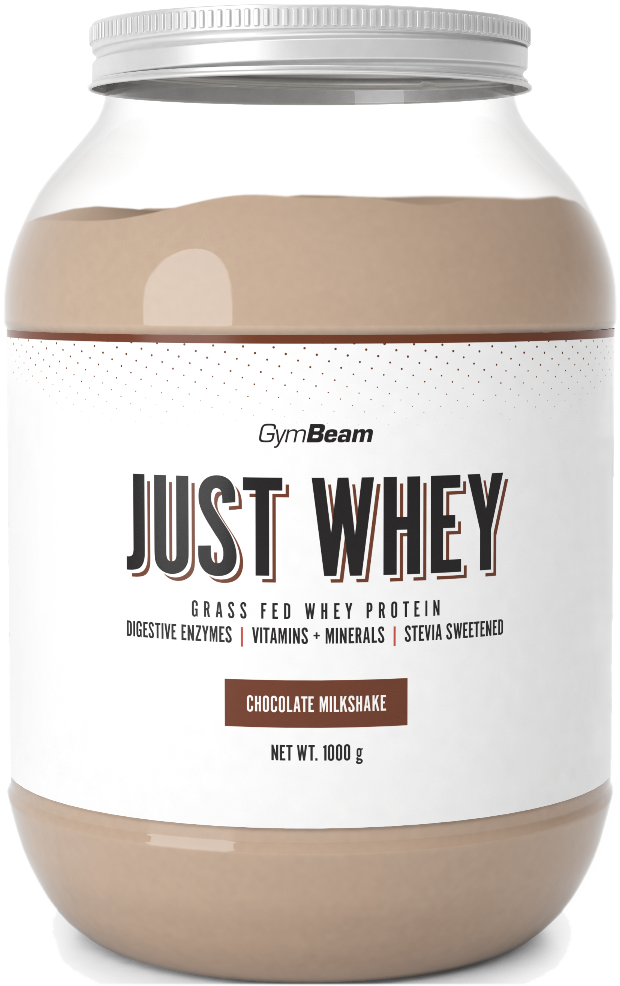 GymBeam
JUST WHEY
GRASS FED WHEY PROTEIN
DIGESTIVE ENZYMES | VITAMINS + MINERALS | STEVIA SWEETENED
CHOCOLATE MILKSHAKE
NET WT. 1000 g